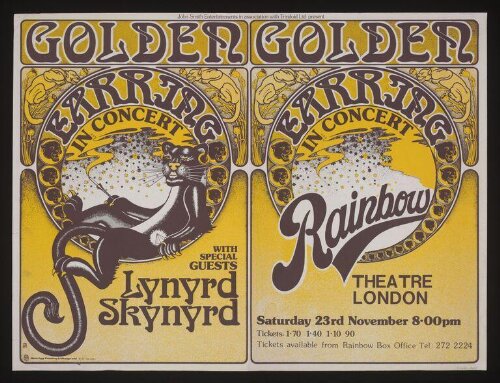 John Smith Entertainments in association with Trinifold Ltd. present
GOLDEN GOLDEN
EARRING
IN CONCERT
WITH
SPECIAL
GUESTS
Lynyrd
Skynyrd
EARRING
IN CONCERT
Rainbow
THEATRE
LONDON
Saturday 23rd November 8·00pm
Tickets 1·70 1·40 1·10 90
Tickets available from Rainbow Box Office Tel 272 2224